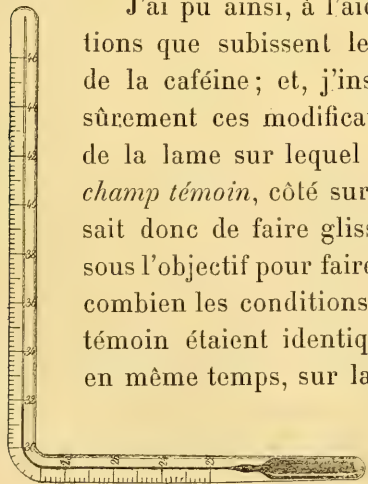 J'ai pu ainsi, à l'aid
tions que subissent le
de la caféine; et, j'ins
sûrement ces modifica
de la lame sur lequel
champ témoin, côté sur
sait donc de faire gliss
sous l'objectif pour faire
combien les conditions
témoin étaient identiq
en même temps, sur la